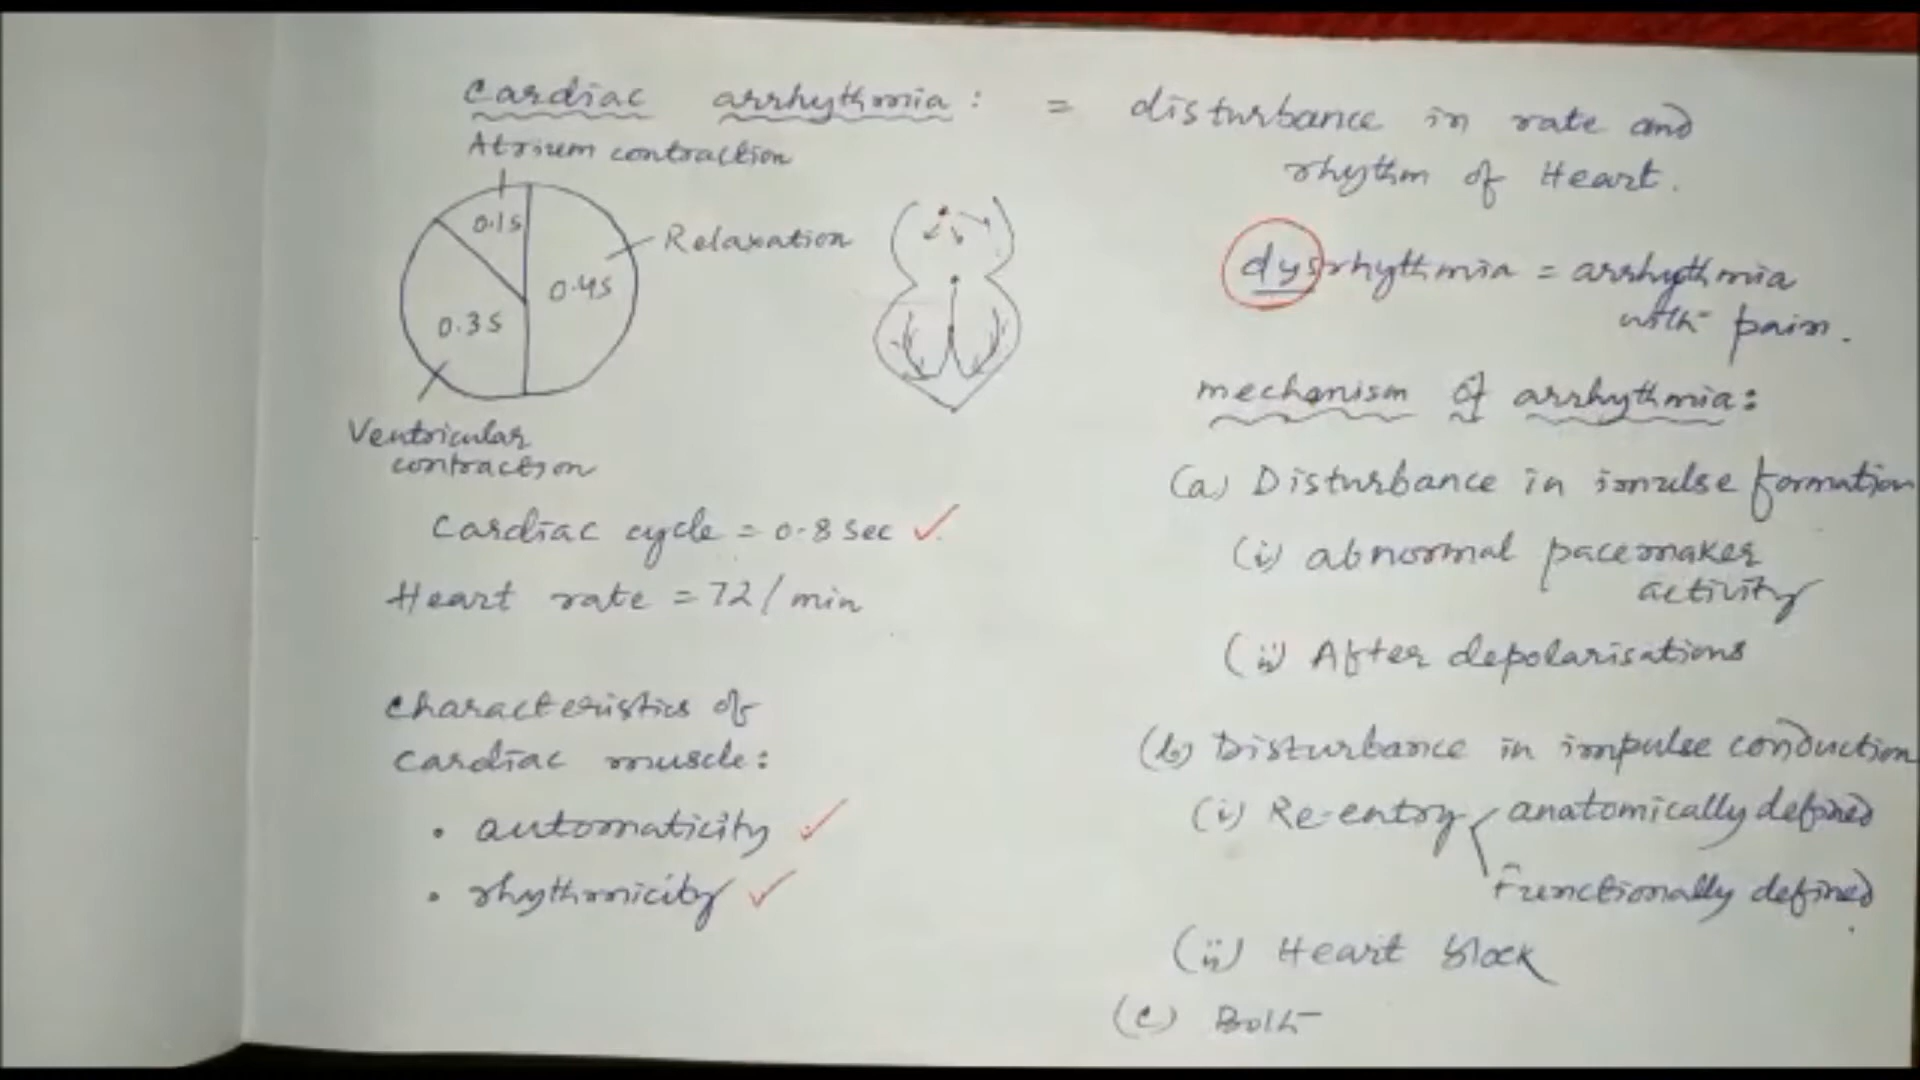 Cardiac arrhythmia : = disturbance in rate and
rhythm of Heart.
Atrium contraction
0.1s
Relaxation
0.4s
0.3s
Ventricular
contraction
Cardiac cycle = 0.8 sec ✓
Heart rate = 72/min
Characteristics of
cardiac muscle:
• automaticity ✓
• rhythmicity ✓
dysrhythmia = arrhythmia
with pain.
mechanism of arrhythmia:
(a) Disturbance in impulse formation
(i) abnormal pacemaker
activity
(ii) After depolarisations
(b) Disturbance in impulse conduction
(i) Re-entry anatomically defined
Functionally defined
(ii) Heart block
(c) Both